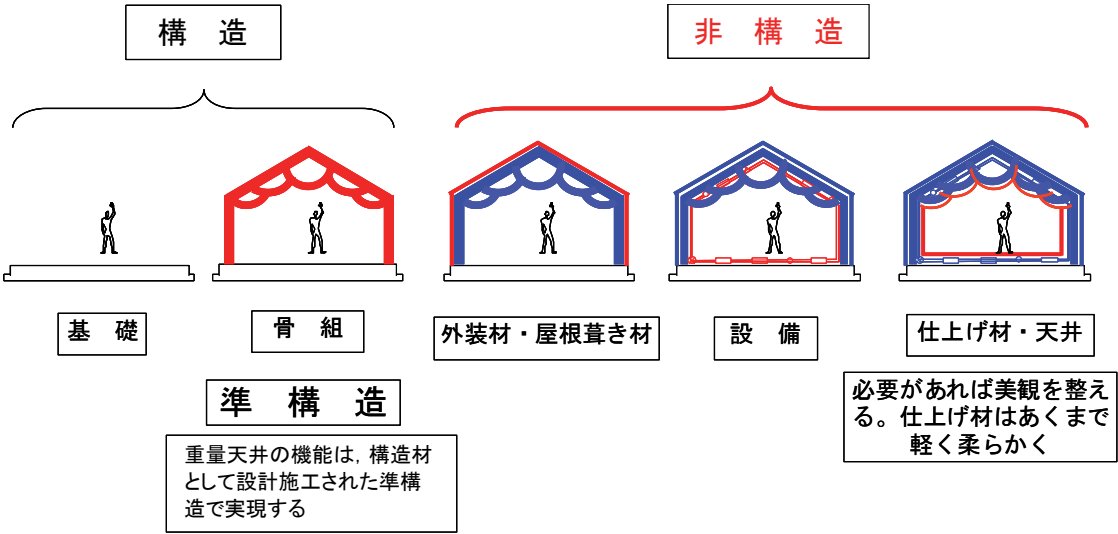 構　造
非　構　造
基　礎
骨　組
外装材・屋根葺き材
設　備
仕上げ材・天井
準　構　造
重量天井の機能は，構造材
として設計施工された準構
造で実現する
必要があれば美観を整え
る。仕上げ材はあくまで
軽く柔らかく